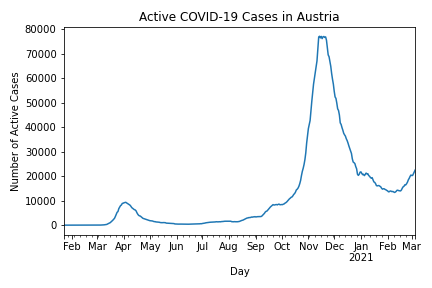 Active COVID-19 Cases in Austria
80000
70000
60000
50000
40000
30000
20000
10000
0
Number of Active Cases
Feb Mar Apr May Jun Jul Aug Sep Oct Nov Dec Jan Feb Mar
2021
Day